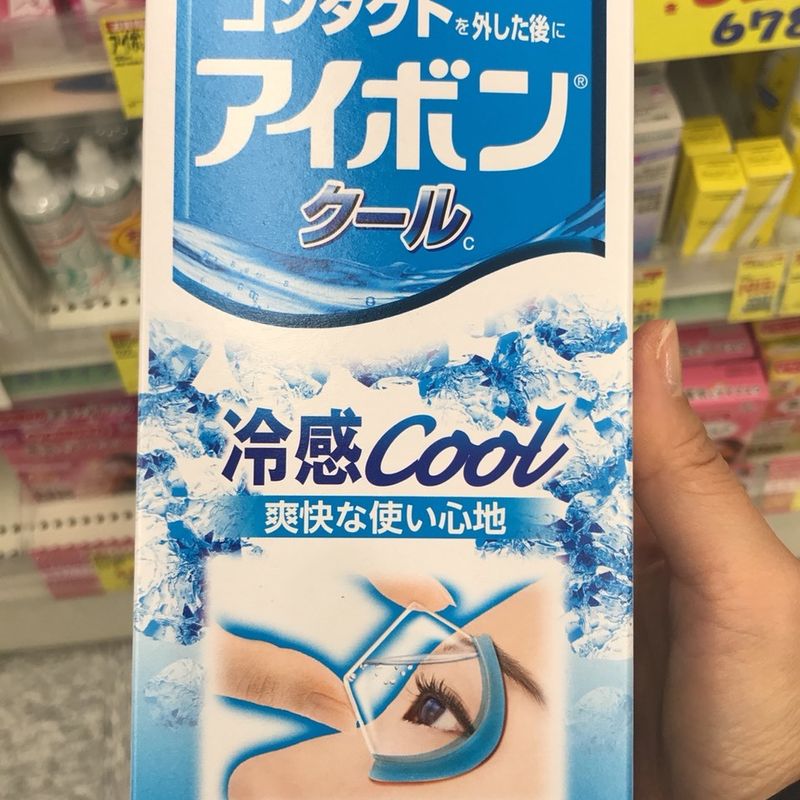 コンタクトを外した後に
アイボン®
クールc
冷感Cool
爽快な使い心地
678